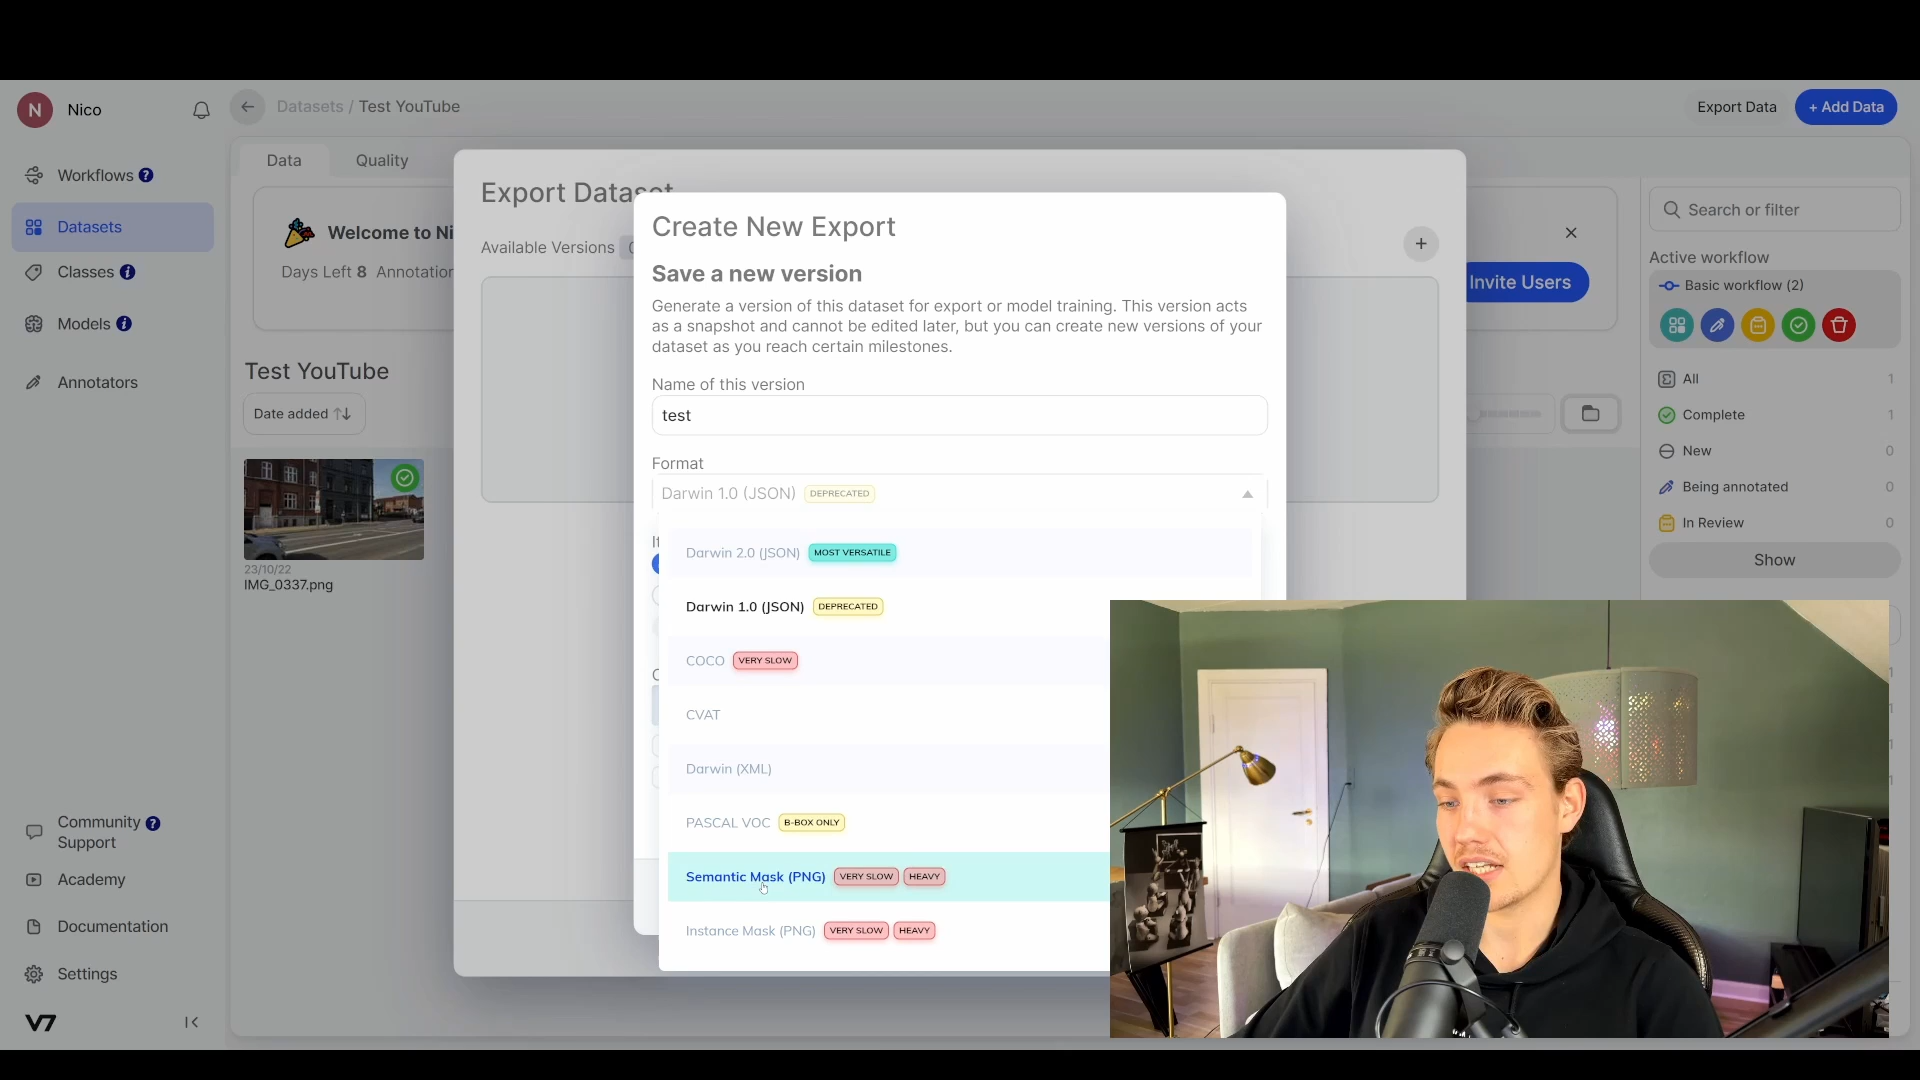 N Nico
Datasets / Test YouTube
Export Data
+ Add Data
Data
Quality
Workflows ?
Datasets
Classes i
Models i
Annotators
Welcome to Ni
Days Left 8 Annotation
Test YouTube
Date added
23/10/22
IMG_0337.png
Export Dataset
Available Versions
+
Create New Export
Save a new version
Generate a version of this dataset for export or model training. This version acts
as a snapshot and cannot be edited later, but you can create new versions of your
dataset as you reach certain milestones.
Name of this version
test
Format
Darwin 1.0 (JSON) DEPRECATED
Darwin 2.0 (JSON) MOST VERSATILE
Darwin 1.0 (JSON) DEPRECATED
COCO VERY SLOW
CVAT
Darwin (XML)
PASCAL VOC B-BOX ONLY
Semantic Mask (PNG) VERY SLOW HEAVY
Instance Mask (PNG) VERY SLOW HEAVY
Invite Users
Search or filter
Active workflow
Basic workflow (2)
All 1
Complete 1
New 0
Being annotated 0
In Review 0
Show
Community ?
Support
Academy
Documentation
Settings
V7